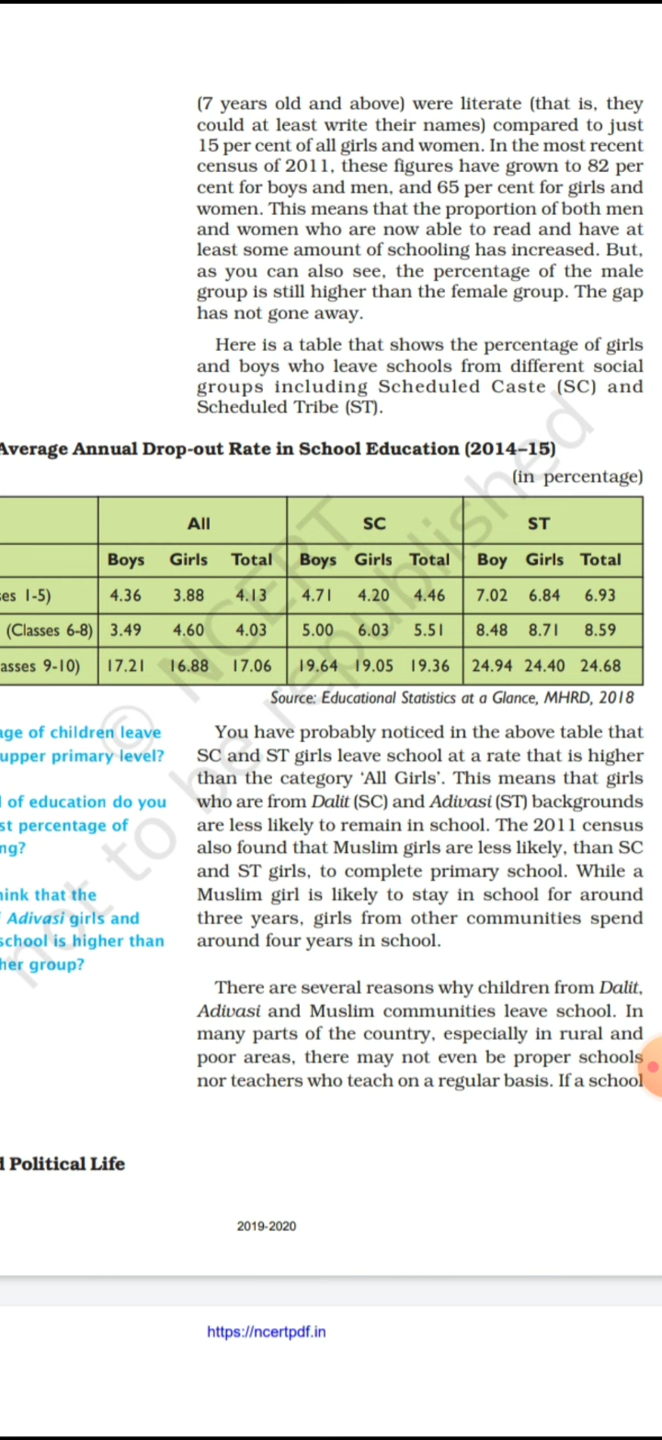 (7 years old and above) were literate (that is, they
could at least write their names) compared to just
15 per cent of all girls and women. In the most recent
census of 2011, these figures have grown to 82 per
cent for boys and men, and 65 per cent for girls and
women. This means that the proportion of both men
and women who are now able to read and have at
least some amount of schooling has increased. But,
as you can also see, the percentage of the male
group is still higher than the female group. The gap
has not gone away.
Here is a table that shows the percentage of girls
and boys who leave schools from different social
groups including Scheduled Caste (SC) and
Scheduled Tribe (ST).
Average Annual Drop-out Rate in School Education (2014–15)
(in percentage)
All SC ST
Boys Girls Total Boys Girls Total Boy Girls Total
es 1-5) 4.36 3.88 4.13 4.71 4.20 4.46 7.02 6.84 6.93
(Classes 6-8) 3.49 4.60 4.03 5.00 6.03 5.51 8.48 8.71 8.59
asses 9-10) 17.21 16.88 17.06 19.64 19.05 19.36 24.94 24.40 24.68
Source: Educational Statistics at a Glance, MHRD, 2018
ge of children leave
upper primary level?
of education do you
st percentage of
ng?
ink that the
Adivasi girls and
school is higher than
her group?
You have probably noticed in the above table that
SC and ST girls leave school at a rate that is higher
than the category ‘All Girls’. This means that girls
who are from Dalit (SC) and Adivasi (ST) backgrounds
are less likely to remain in school. The 2011 census
also found that Muslim girls are less likely, than SC
and ST girls, to complete primary school. While a
Muslim girl is likely to stay in school for around
three years, girls from other communities spend
around four years in school.
There are several reasons why children from Dalit,
Adivasi and Muslim communities leave school. In
many parts of the country, especially in rural and
poor areas, there may not even be proper schools
nor teachers who teach on a regular basis. If a school
d Political Life
2019-2020
https://ncertpdf.in
© NCERT
not to be republished